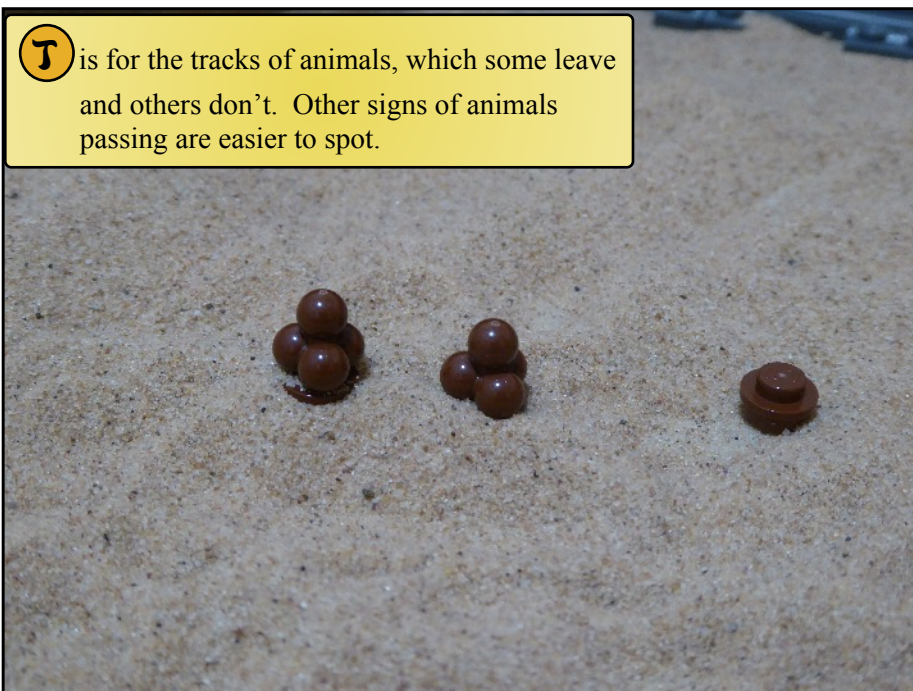 T is for the tracks of animals, which some leave
and others don't. Other signs of animals
passing are easier to spot.